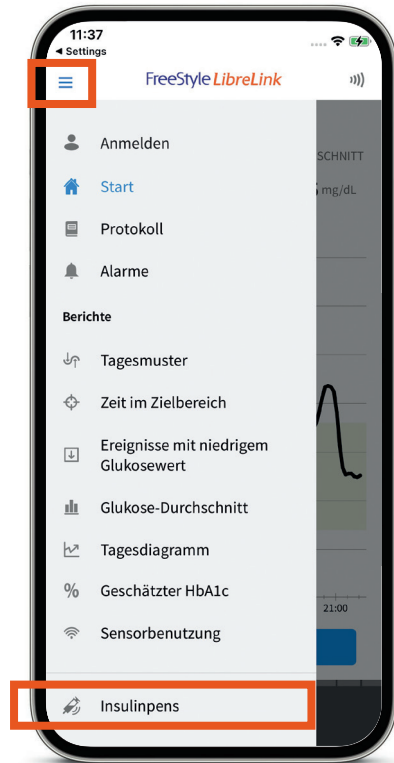 11:37
◀ Settings
FreeStyle LibreLink
Anmelden
SCHNITT
Start
mg/dL
Protokoll
Alarme
Berichte
Tagesmuster
Zeit im Zielbereich
Ereignisse mit niedrigem
Glukosewert
Glukose-Durchschnitt
Tagesdiagramm
% Geschätzter HbA1c
21:00
Sensorbenutzung
Insulinpens